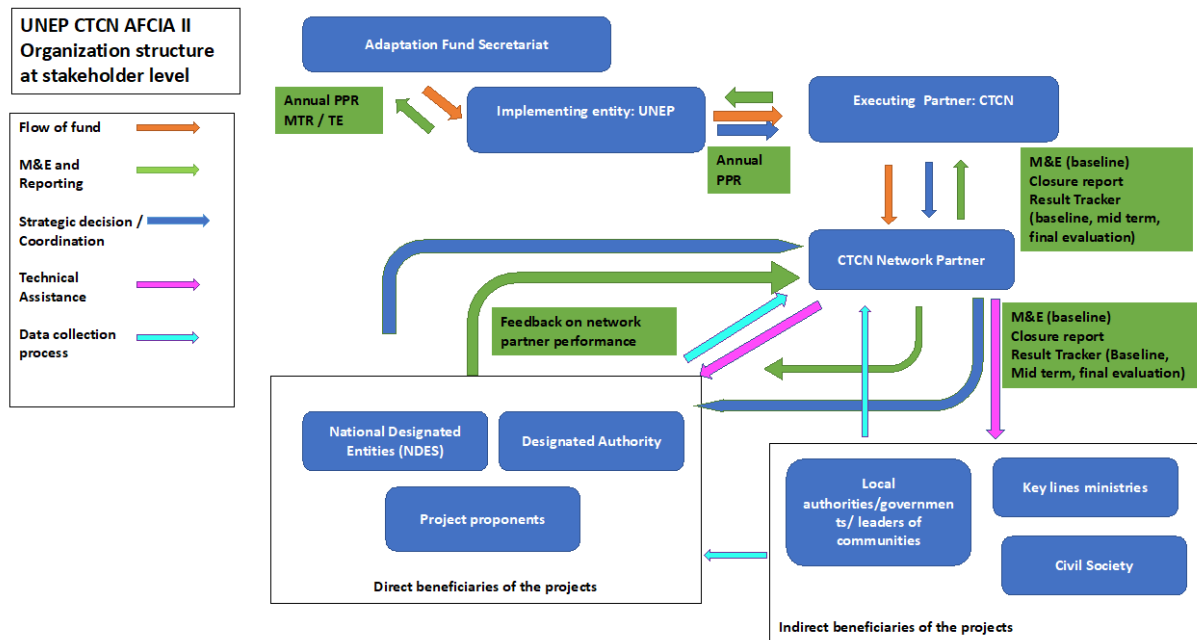 UNEP CTCN AFCIA II
Organization structure
at stakeholder level
Flow of fund
M&E and
Reporting
Strategic decision /
Coordination
Technical
Assistance
Data collection
process
Adaptation Fund Secretariat
Annual PPR
MTR / TE
Implementing entity: UNEP
Executing Partner: CTCN
Annual
PPR
M&E (baseline)
Closure report
Result Tracker
(baseline, mid term,
final evaluation)
CTCN Network Partner
Feedback on network
partner performance
M&E (baseline)
Closure report
Result Tracker (Baseline,
Mid term, final evaluation)
National Designated
Entities (NDES)
Designated Authority
Project proponents
Direct beneficiaries of the projects
Local
authorities/governmen
ts/ leaders of
communities
Key lines ministries
Civil Society
Indirect beneficiaries of the projects